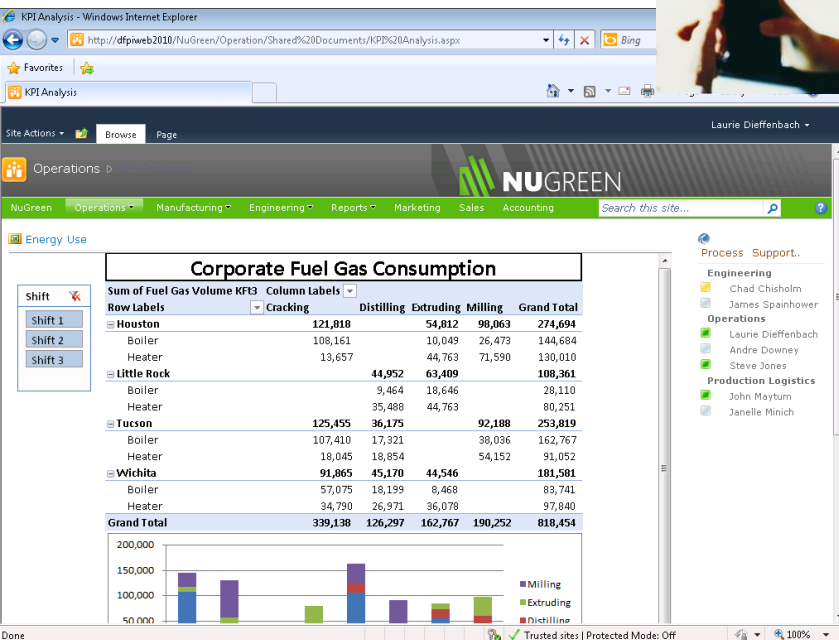 KPI Analysis - Windows Internet Explorer
http://dfpiweb2010/NuGreen/Operation/Shared%20Documents/KPI%20Analysis.aspx
Bing
Favorites
KPI Analysis
Laurie Dieffenbach
Site Actions Browse Page
Operations
NUGREEN
NuGreen Operations Manufacturing Engineering Reports Marketing Sales Accounting Search this site...
Energy Use
Corporate Fuel Gas Consumption
Shift
Shift 1
Shift 2
Shift 3
Sum of Fuel Gas Volume KFt3 Column Labels
Row Labels Cracking Distilling Extruding Milling Grand Total
Houston 121,818 54,812 98,063 274,694
Boiler 108,161 10,049 26,473 144,684
Heater 13,657 44,763 71,590 130,010
Little Rock 44,952 63,409 108,361
Boiler 9,464 18,646 28,110
Heater 35,488 44,763 80,251
Tucson 125,455 36,175 92,188 253,819
Boiler 107,410 17,321 38,036 162,767
Heater 18,045 18,854 54,152 91,052
Wichita 91,865 45,170 44,546 181,581
Boiler 57,075 18,199 8,468 83,741
Heater 34,790 26,971 36,078 97,840
Grand Total 339,138 126,297 162,767 190,252 818,454
200,000
150,000
100,000
50,000
Milling
Extruding
Distilling
Process Support..
Engineering
Chad Chisholm
James Spainhower
Operations
Laurie Dieffenbach
Andre Downey
Steve Jones
Production Logistics
John Maytum
Janelle Minich
Done
Trusted sites | Protected Mode: Off
100%